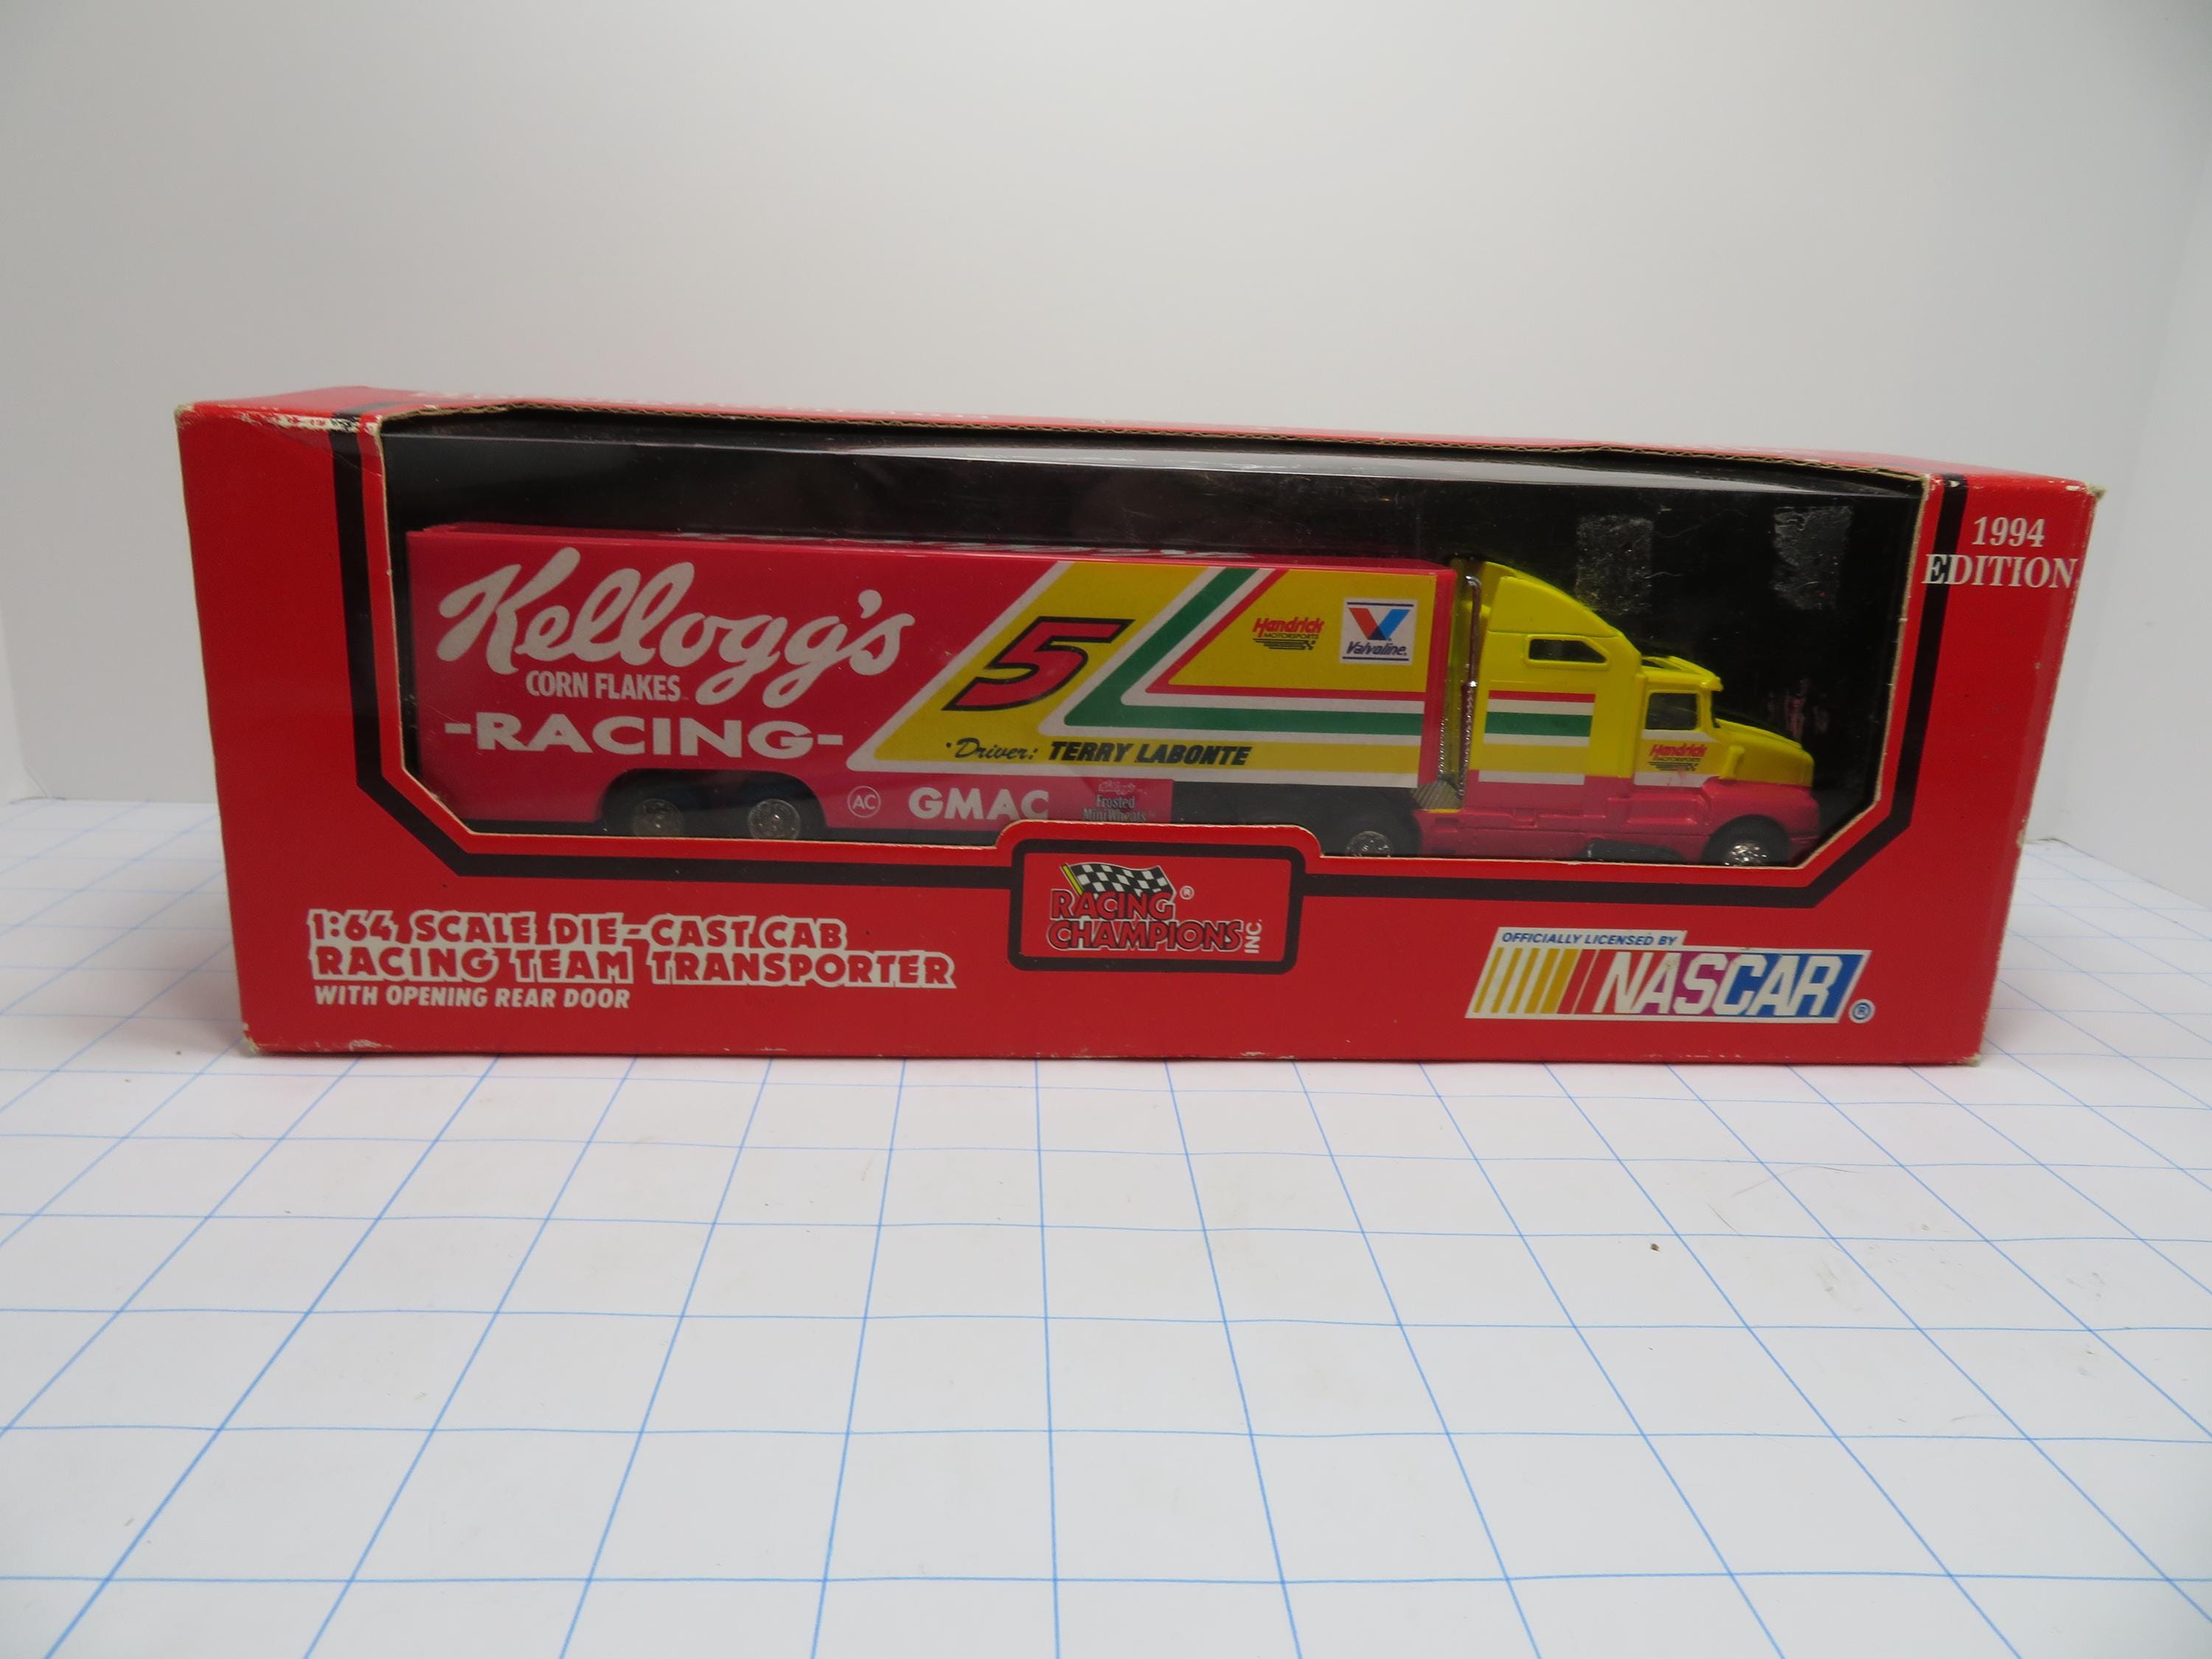 1994
EDITION
Kellogg's
CORN FLAKES
-RACING-
5
Driver: TERRY LABONTE
Hendrick
MOTORSPORTS
Valvoline
Hendrick
MOTORSPORTS
AC
GMAC
Kellogg's
Frosted
Mini Wheats
1:64 SCALE DIE-CAST CAB
RACING TEAM TRANSPORTER
WITH OPENING REAR DOOR
RACING ®
CHAMPIONS INC.
OFFICIALLY LICENSED BY
NASCAR ®